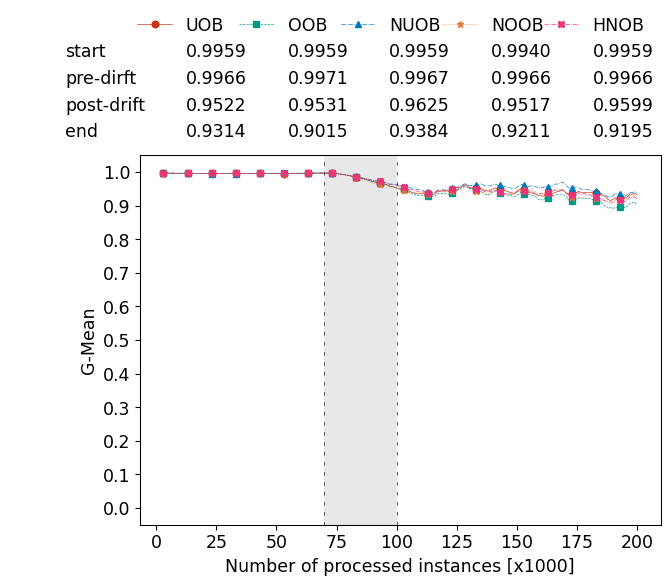 UOB OOB NUOB NOOB HNOB
start 0.9959 0.9959 0.9959 0.9940 0.9959
pre-dirft 0.9966 0.9971 0.9967 0.9966 0.9966
post-drift 0.9522 0.9531 0.9625 0.9517 0.9599
end 0.9314 0.9015 0.9384 0.9211 0.9195
1.0
0.9
0.8
0.7
0.6
0.5
0.4
0.3
0.2
0.1
0.0
G-Mean
0 25 50 75 100 125 150 175 200
Number of processed instances [x1000]